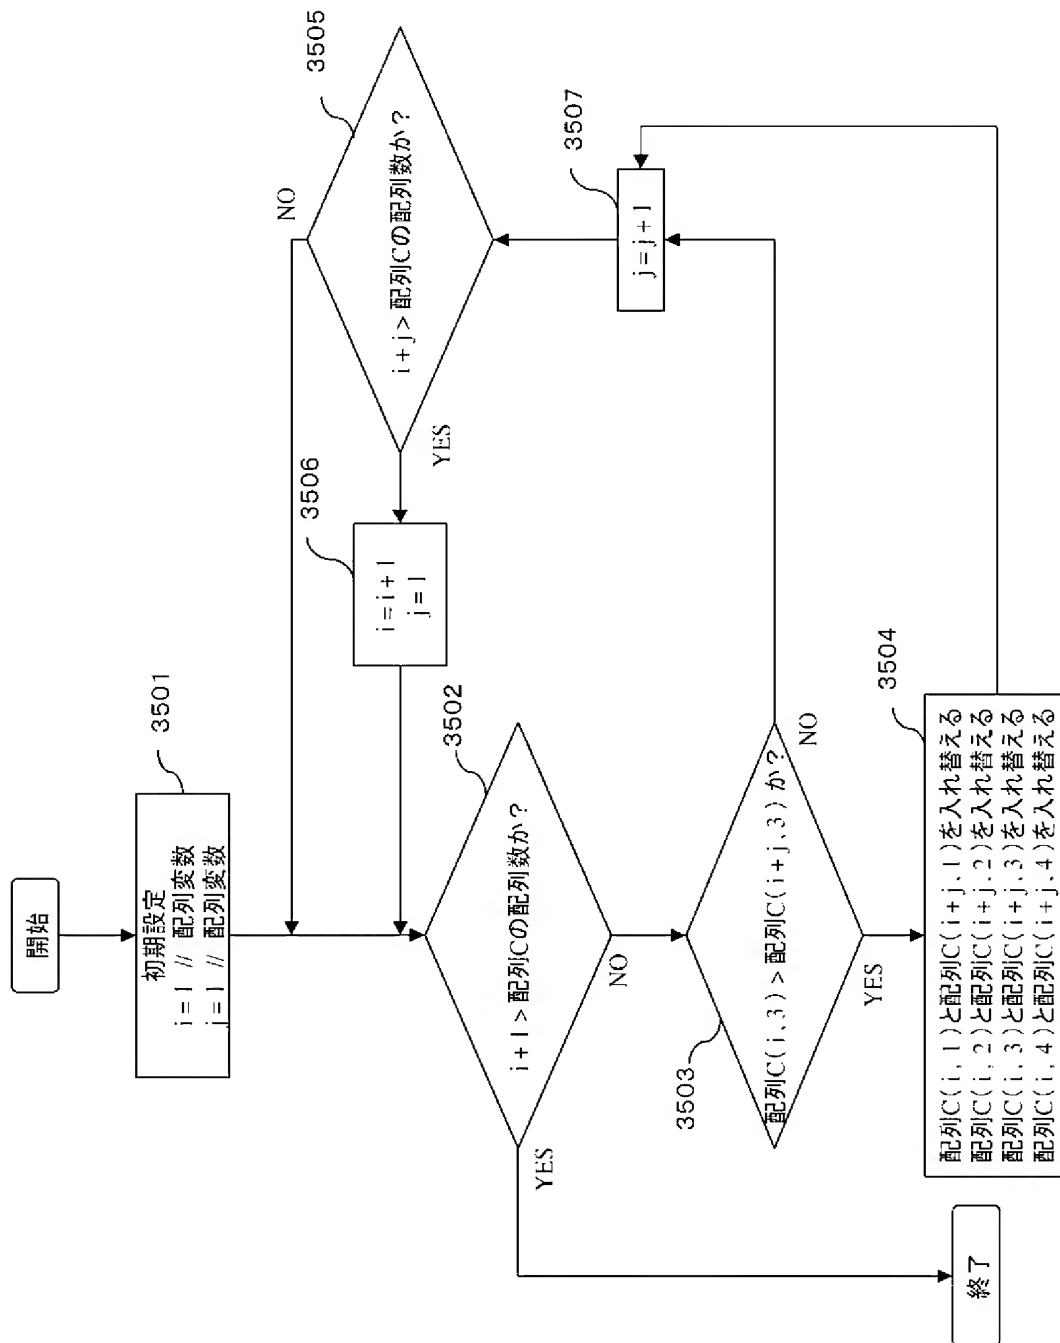 開始
3501
初期設定
i=1 // 配列変数
j=1 // 配列変数
3502
i+1>配列Cの配列数か?
YES
NO
3503
配列C(i,3)>配列C(i+j,3)か?
NO
YES
3504
配列C(i,1)と配列C(i+j,1)を入れ替える
配列C(i,2)と配列C(i+j,2)を入れ替える
配列C(i,3)と配列C(i+j,3)を入れ替える
配列C(i,4)と配列C(i+j,4)を入れ替える
3507
j=j+1
3505
i+j>配列Cの配列数か?
NO
YES
3506
i=i+1
j=1
終了